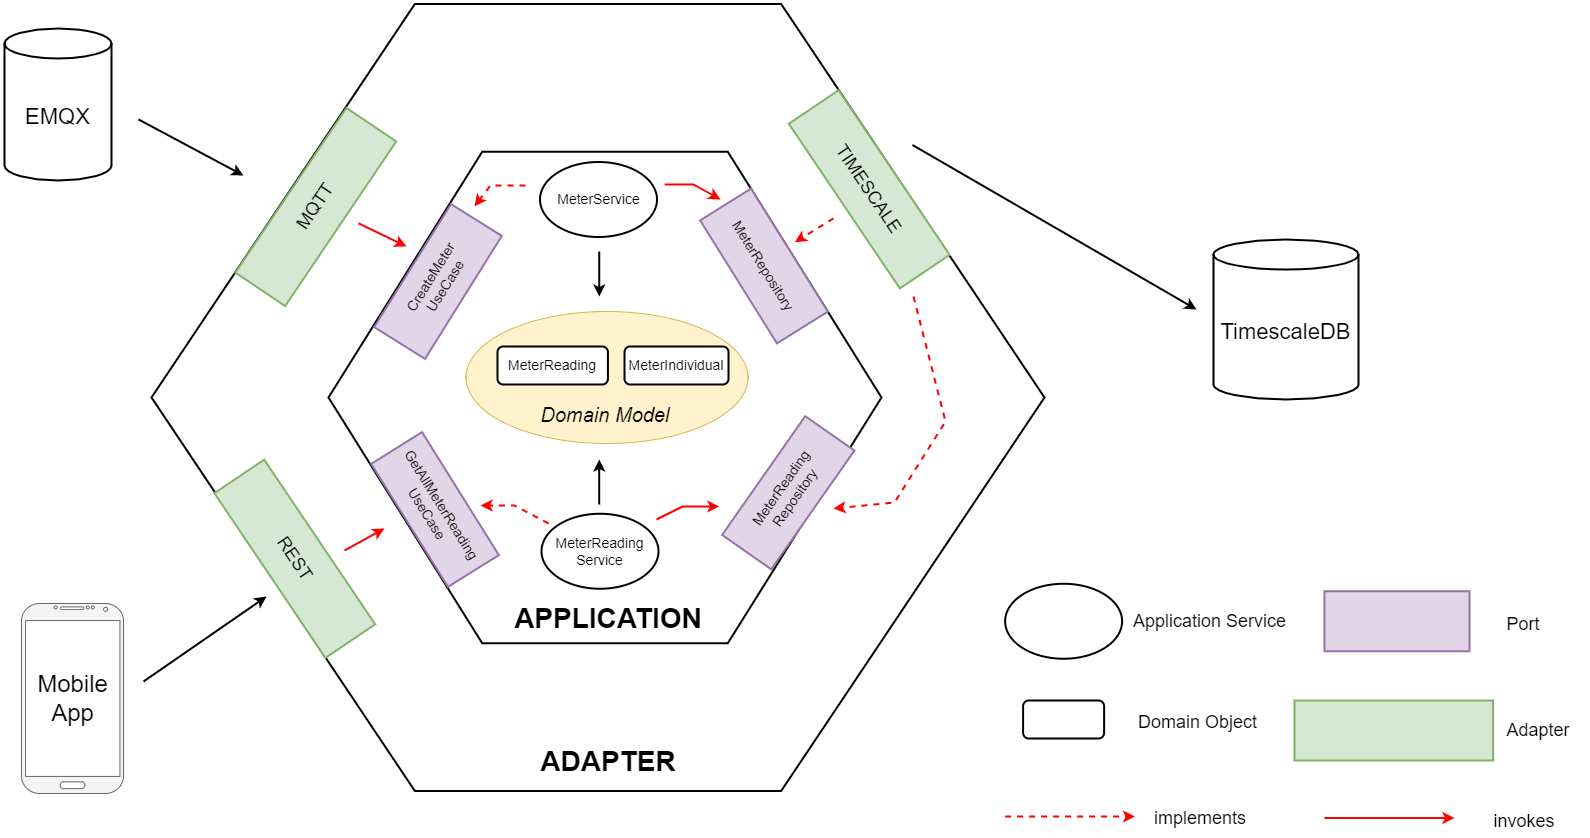 EMQX
MQTT
TIMESCALE
MeterService
CreateMeter
UseCase
MeterRepository
TimescaleDB
MeterReading
MeterIndividual
Domain Model
GetAllMeterReading
UseCase
MeterReading
Repository
REST
MeterReading
Service
APPLICATION
Mobile
App
ADAPTER
Application Service
Port
Domain Object
Adapter
implements
invokes